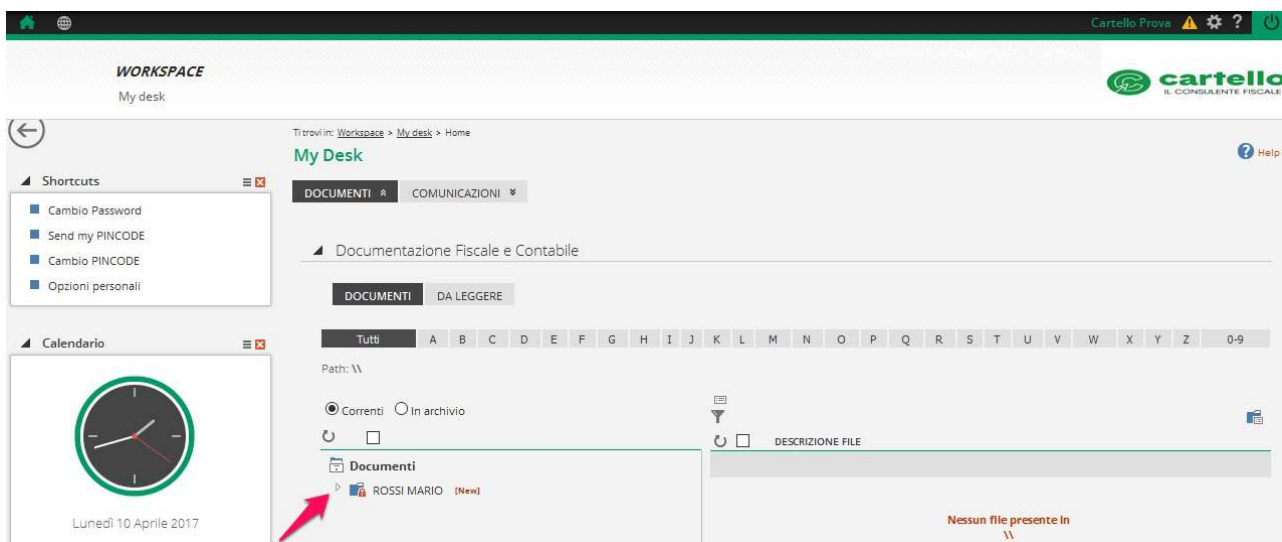 Cartello Prova
?
WORKSPACE
My desk
cartello
IL CONSULENTE FISCALE
Ti trovi in: Workspace > My desk > Home
My Desk
? Help
Shortcuts
Cambio Password
Send my PINCODE
Cambio PINCODE
Opzioni personali
DOCUMENTI COMUNICAZIONI
Documentazione Fiscale e Contabile
DOCUMENTI DA LEGGERE
Calendario
Tutti A B C D E F G H I J K L M N O P Q R S T U V W X Y Z 0-9
Path: \\
Correnti In archivio
DESCRIZIONE FILE
Documenti
ROSSI MARIO [New]
Lunedì 10 Aprile 2017
Nessun file presente in
\\